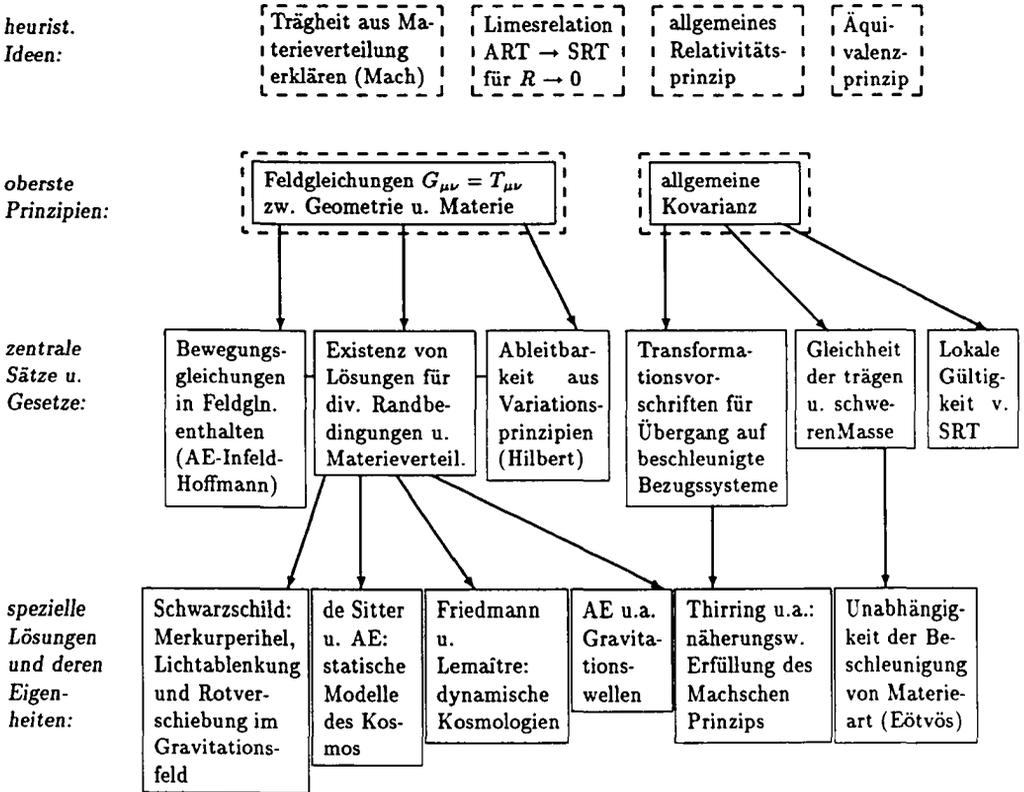 heurist.
Ideen:
Trägheit aus Ma-
terieverteilung
erklären (Mach)
Limesrelation
ART → SRT
für R → 0
allgemeines
Relativitäts-
prinzip
Äqui-
valenz-
prinzip
oberste
Prinzipien:
Feldgleichungen Gμν = Tμν
zw. Geometrie u. Materie
allgemeine
Kovarianz
zentrale
Sätze u.
Gesetze:
Bewegungs-
gleichungen
in Feldgln.
enthalten
(AE-Infeld-
Hoffmann)
Existenz von
Lösungen für
div. Randbe-
dingungen u.
Materieverteil.
Ableitbar-
keit aus
Variations-
prinzipien
(Hilbert)
Transforma-
tionsvor-
schriften für
Übergang auf
beschleunigte
Bezugssysteme
Gleichheit
der trägen
u. schwe-
renMasse
Lokale
Gültig-
keit v.
SRT
spezielle
Lösungen
und deren
Eigen-
heiten:
Schwarzschild:
Merkurperihel,
Lichtablenkung
und Rotver-
schiebung im
Gravitations-
feld
de Sitter
u. AE:
statische
Modelle
des Kos-
mos
Friedmann
u.
Lemaître:
dynamische
Kosmologien
AE u.a.
Gravita-
tions-
wellen
Thirring u.a.:
näherungsw.
Erfüllung des
Machschen
Prinzips
Unabhängig-
keit der Be-
schleunigung
von Materie-
art (Eötvös)